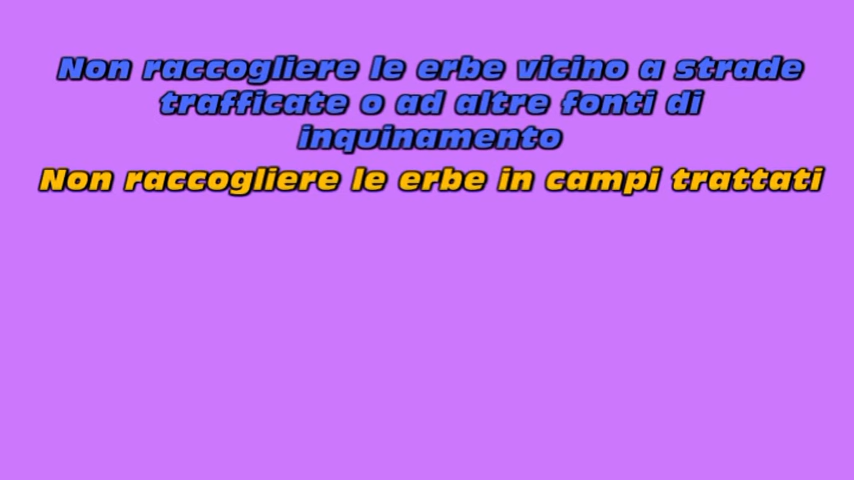 Non raccogliere le erbe vicino a strade
trafficate o ad altre fonti di
inquinamento
Non raccogliere le erbe in campi trattati